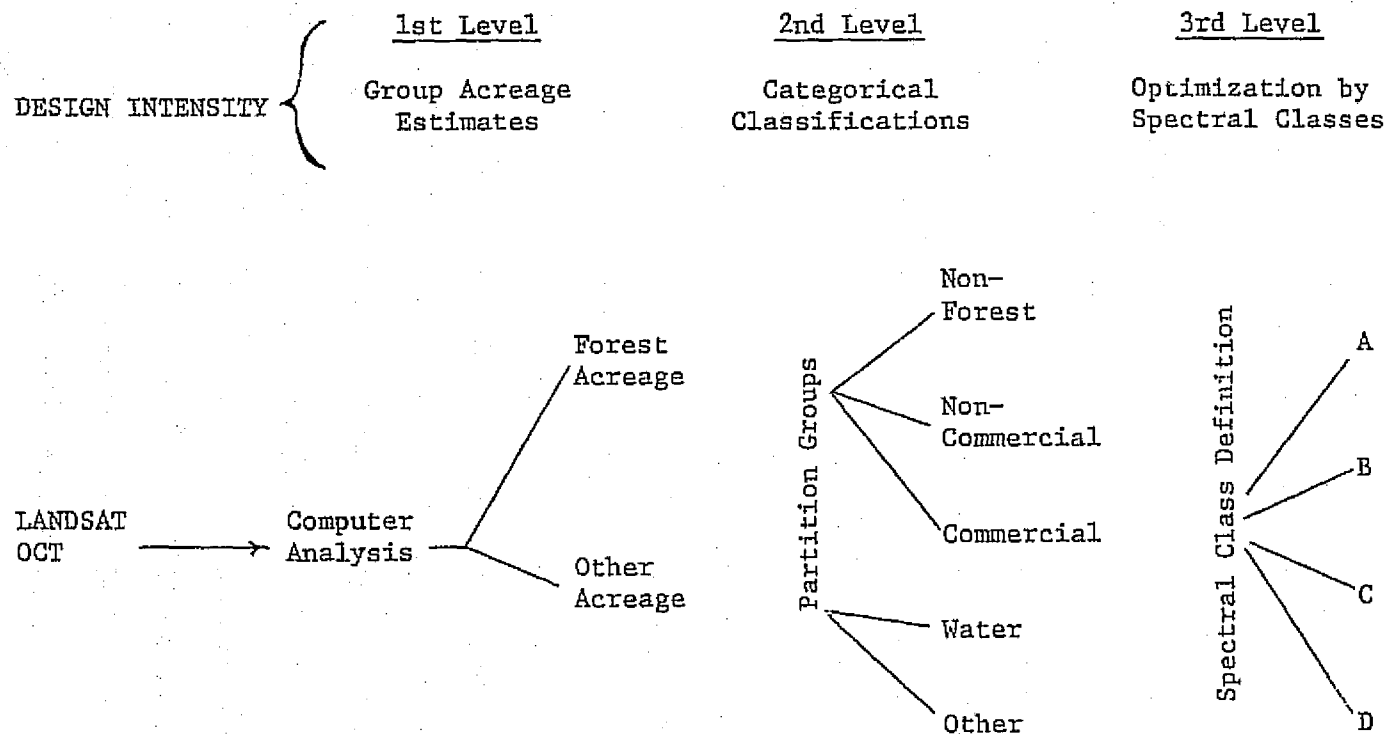 1st Level
2nd Level
3rd Level
DESIGN INTENSITY
Group Acreage
Estimates
Categorical
Classifications
Optimization by
Spectral Classes
LANDSAT
OCT
Computer
Analysis
Forest
Acreage
Other
Acreage
Partition Groups
Non-
Forest
Non-
Commercial
Commercial
Water
Other
Spectral Class Definition
A
B
C
D